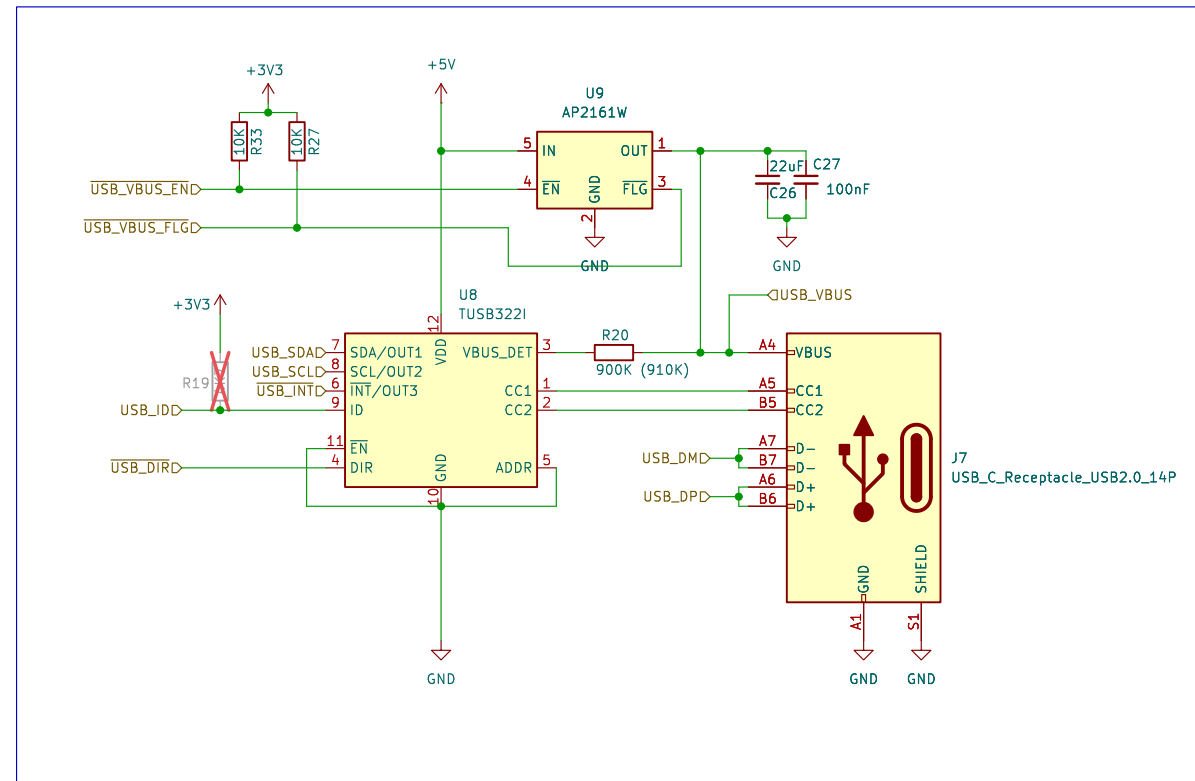 +5V
+3V3
U9
AP2161W
10K
R33
10K
R27
5 IN
OUT 1
4 EN
FLG 3
GND
2
GND
22uF
C26
C27
100nF
GND
USB_VBUS_EN
USB_VBUS_FLG
+3V3
R19
U8
TUSB322I
12
VDD
USB_SDA 7 SDA/OUT1
USB_SCL 8 SCL/OUT2
USB_INT 6 INT/OUT3
USB_ID 9 ID
11 EN
USB_DIR 4 DIR
VBUS_DET 3
CC1 1
CC2 2
ADDR 5
GND
10
GND
R20
900K (910K)
USB_VBUS
A4 VBUS
A5 CC1
B5 CC2
A7 D-
B7 D-
A6 D+
B6 D+
USB_DM
USB_DP
J7
USB_C_Receptacle_USB2.0_14P
GND
SHIELD
A1
S1
GND
GND